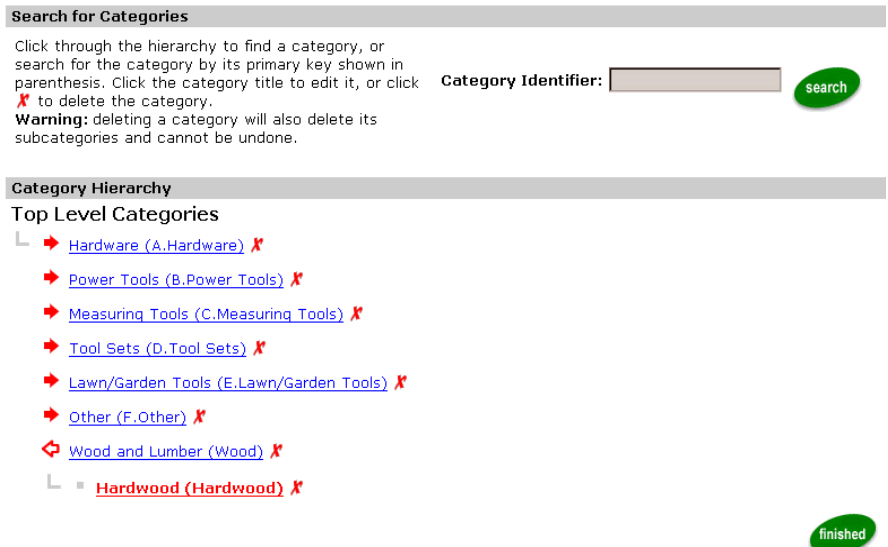 Search for Categories
Click through the hierarchy to find a category, or
search for the category by its primary key shown in
parenthesis. Click the category title to edit it, or click
X to delete the category.
Warning: deleting a category will also delete its
subcategories and cannot be undone.
Category Identifier:
search
Category Hierarchy
Top Level Categories
Hardware (A.Hardware) X
Power Tools (B.Power Tools) X
Measuring Tools (C.Measuring Tools) X
Tool Sets (D.Tool Sets) X
Lawn/Garden Tools (E.Lawn/Garden Tools) X
Other (F.Other) X
Wood and Lumber (Wood) X
Hardwood (Hardwood) X
finished